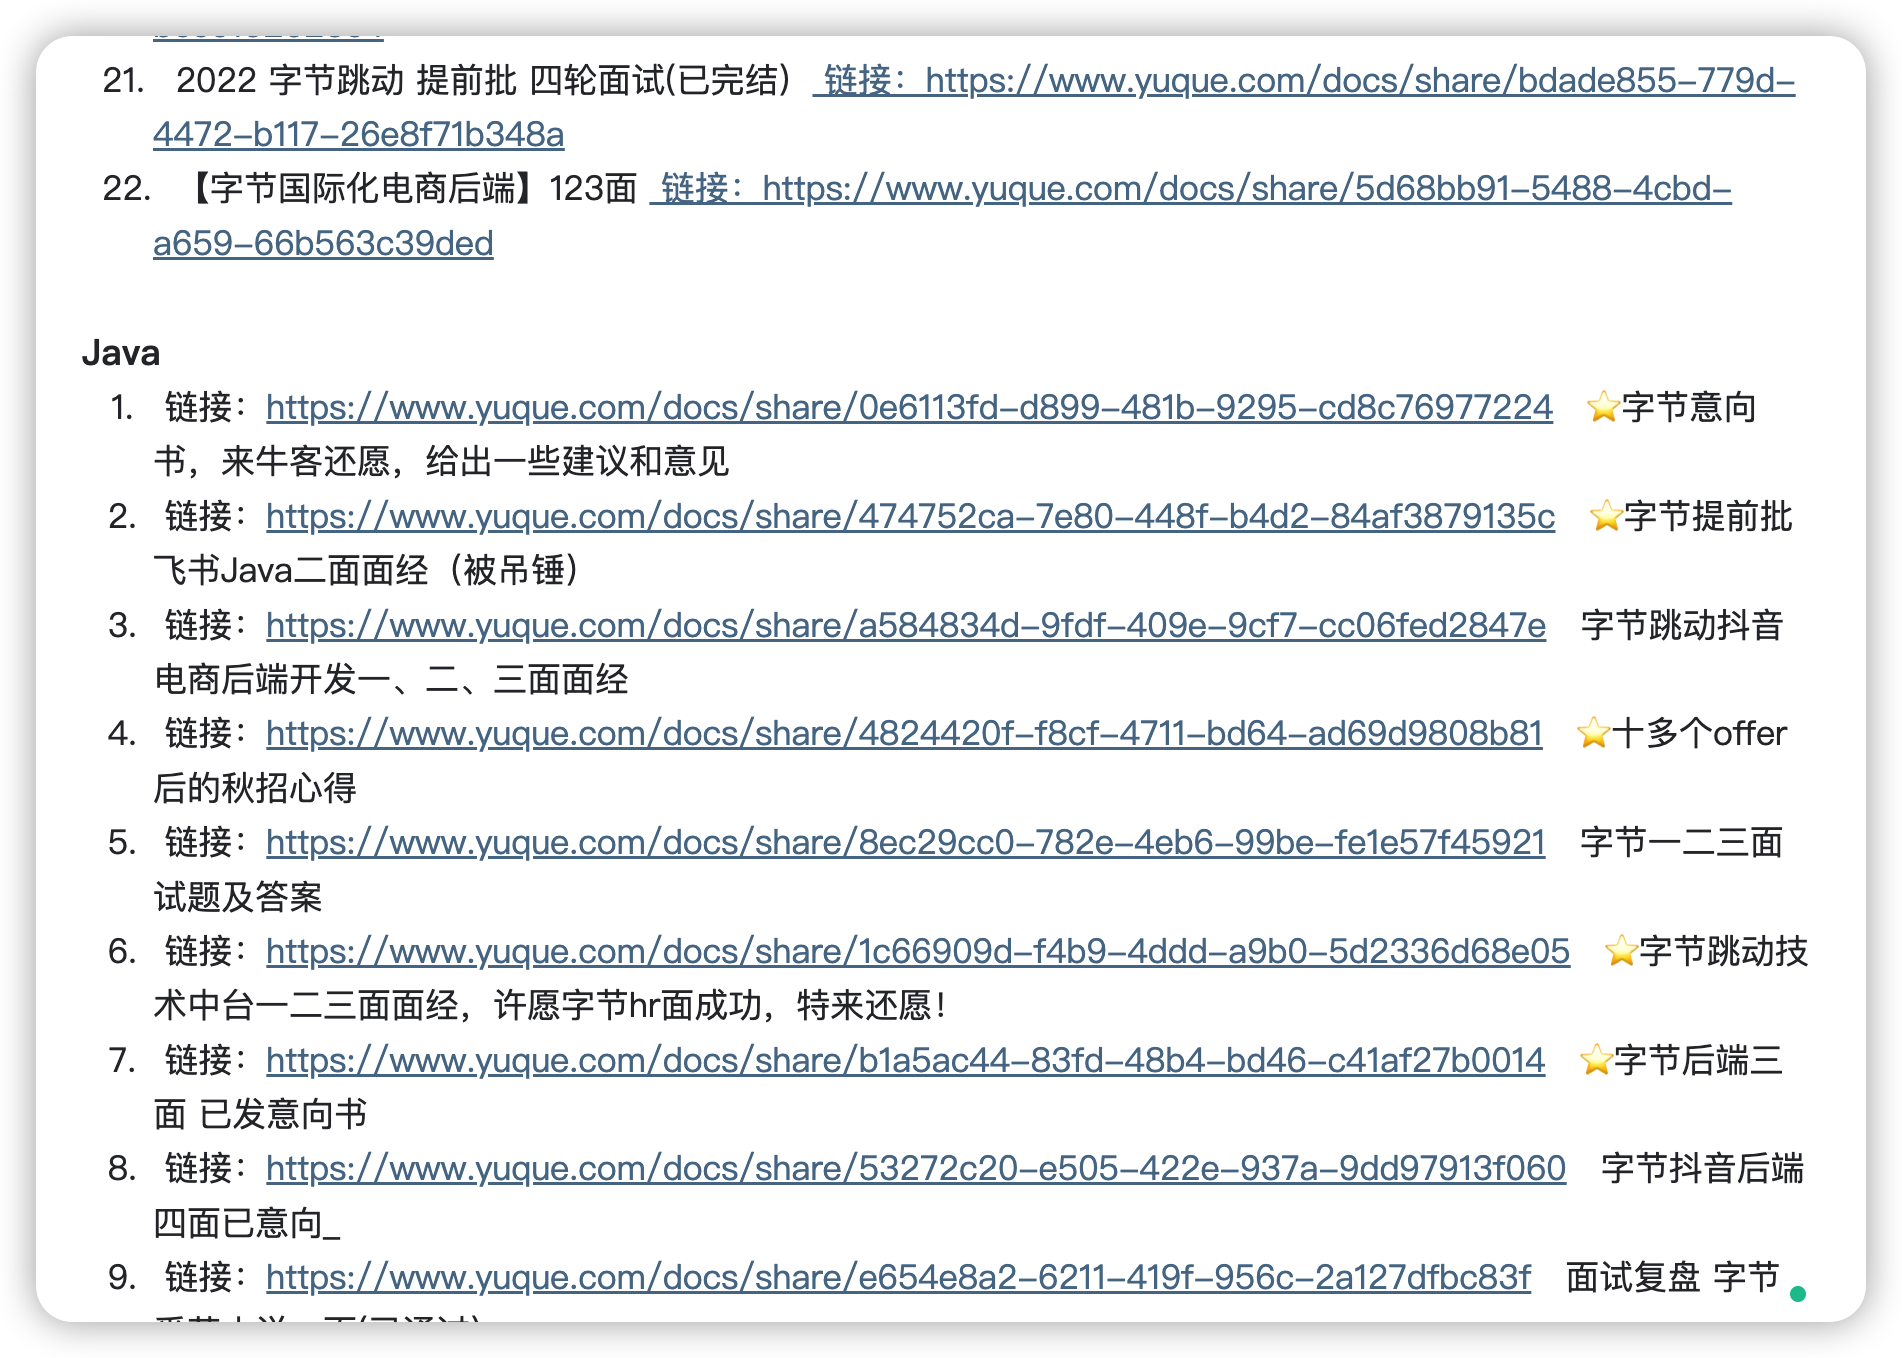 21. 2022 字节跳动 提前批 四轮面试(已完结) 链接：https://www.yuque.com/docs/share/bdade855-779d-
4472-b117-26e8f71b348a
22. 【字节国际化电商后端】123面 链接：https://www.yuque.com/docs/share/5d68bb91-5488-4cbd-
a659-66b563c39ded
Java
1. 链接：https://www.yuque.com/docs/share/0e6113fd-d899-481b-9295-cd8c76977224 ⭐字节意向
书，来牛客还愿，给出一些建议和意见
2. 链接：https://www.yuque.com/docs/share/474752ca-7e80-448f-b4d2-84af3879135c ⭐字节提前批
飞书Java二面面经（被吊锤）
3. 链接：https://www.yuque.com/docs/share/a584834d-9fdf-409e-9cf7-cc06fed2847e 字节跳动抖音
电商后端开发一、二、三面面经
4. 链接：https://www.yuque.com/docs/share/4824420f-f8cf-4711-bd64-ad69d9808b81 ⭐十多个offer
后的秋招心得
5. 链接：https://www.yuque.com/docs/share/8ec29cc0-782e-4eb6-99be-fe1e57f45921 字节一二三面
试题及答案
6. 链接：https://www.yuque.com/docs/share/1c66909d-f4b9-4ddd-a9b0-5d2336d68e05 ⭐字节跳动技
术中台一二三面面经，许愿字节hr面成功，特来还愿！
7. 链接：https://www.yuque.com/docs/share/b1a5ac44-83fd-48b4-bd46-c41af27b0014 ⭐字节后端三
面 已发意向书
8. 链接：https://www.yuque.com/docs/share/53272c20-e505-422e-937a-9dd97913f060 字节抖音后端
四面已意向_
9. 链接：https://www.yuque.com/docs/share/e654e8a2-6211-419f-956c-2a127dfbc83f 面试复盘 字节